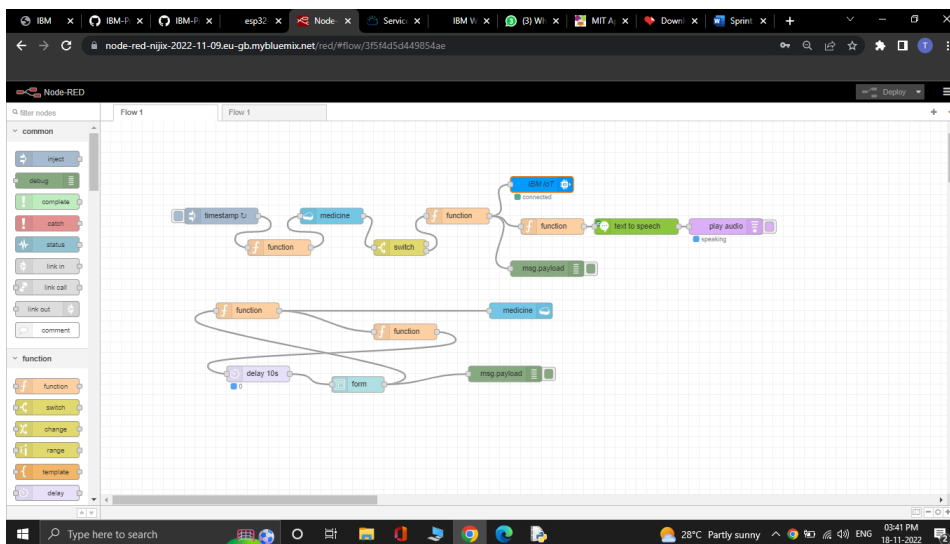 IBM
IBM-P
IBM-P
esp32
Node-
Service
IBM W
(3) Wh
MIT Ap
Downl
Sprint
node-red-nijix-2022-11-09.eu-gb.mybluemix.net/red/#flow/3f5f4d5d449854ae
T
Node-RED
Deploy
filter nodes
Flow 1
Flow 1
common
inject
debug
complete
catch
status
link in
link call
link out
comment
function
function
switch
change
range
template
delay
IBM IoT
connected
timestamp ↻
medicine
function
function
text to speech
play audio
speaking
function
switch
msg.payload
function
medicine
function
delay 10s
0
form
msg.payload
Type here to search
28°C Partly sunny
ENG
03:41 PM
18-11-2022